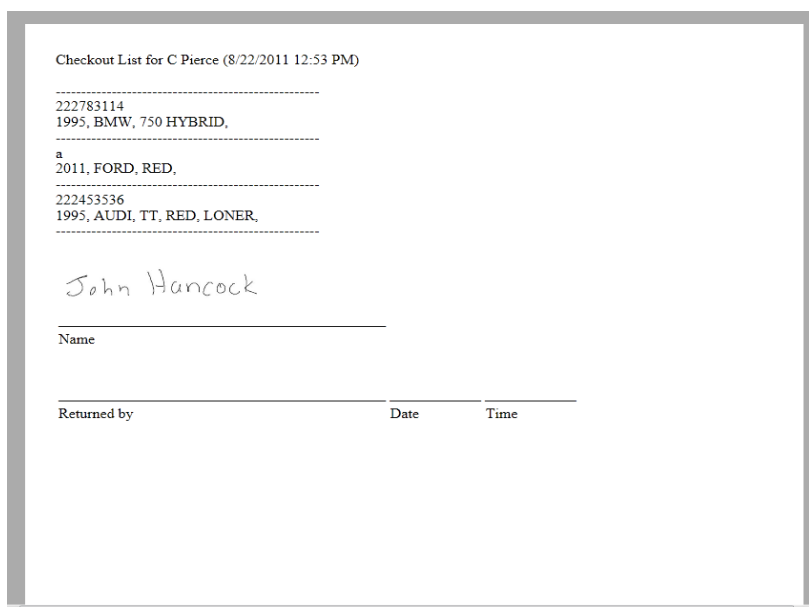 Checkout List for C Pierce (8/22/2011 12:53 PM)
----------------------------------------------------
222783114
1995, BMW, 750 HYBRID,
----------------------------------------------------
a
2011, FORD, RED,
----------------------------------------------------
222453536
1995, AUDI, TT, RED, LONER,
----------------------------------------------------
John Hancock
Name
Returned by Date Time